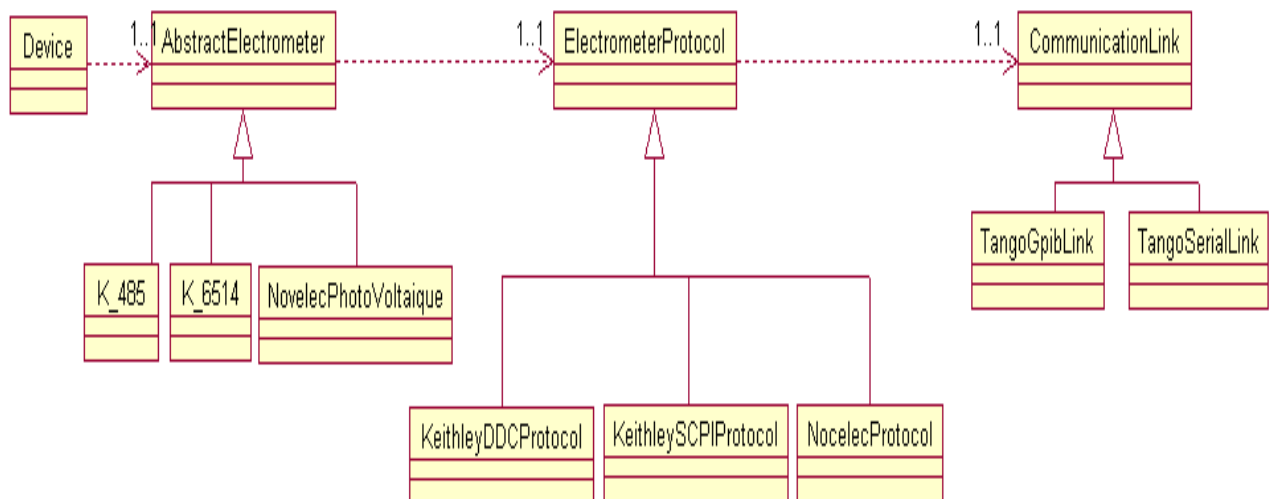 Device
1..1
AbstractElectrometer
1..1
ElectrometerProtocol
1..1
CommunicationLink
K_485
K_6514
NovelecPhotoVoltaique
TangoGpibLink
TangoSerialLink
KeithleyDDCProtocol
KeithleySCPIProtocol
NocelecProtocol